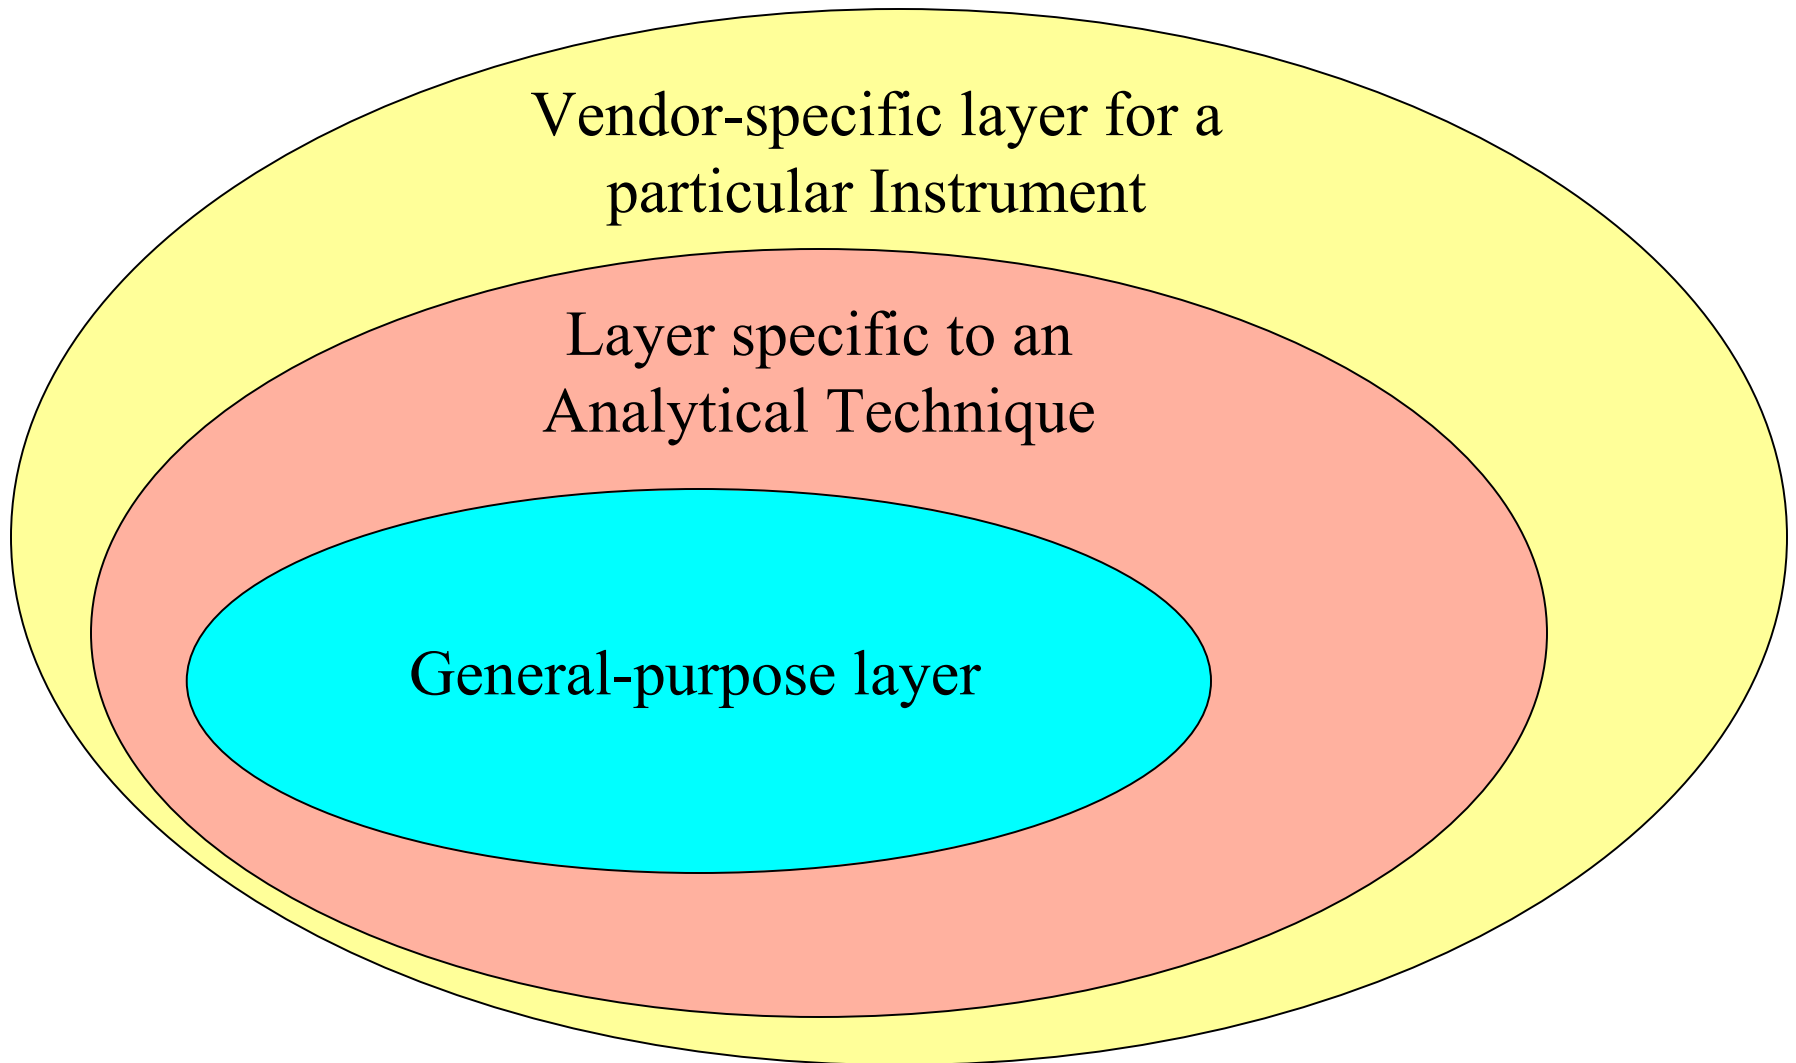 Vendor-specific layer for a
particular Instrument
Layer specific to an
Analytical Technique
General-purpose layer